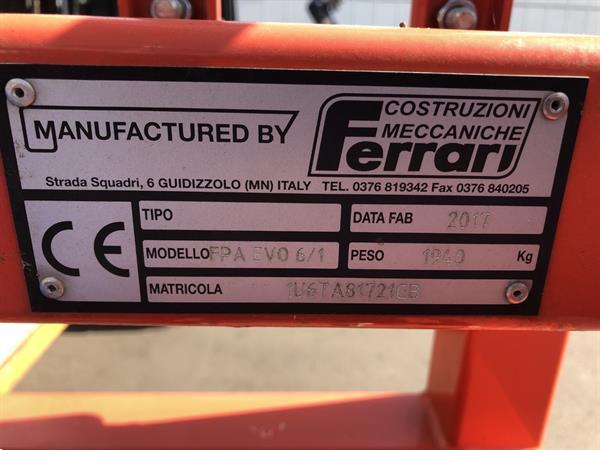 MANUFACTURED BY
COSTRUZIONI
MECCANICHE
Ferrari
Strada Squadri, 6 GUIDIZZOLO (MN) ITALY TEL. 0376 819342 Fax 0376 840205
CE
TIPO
DATA FAB 2017
MODELLO FPA EVO 6/1
PESO 1940 Kg
MATRICOLA